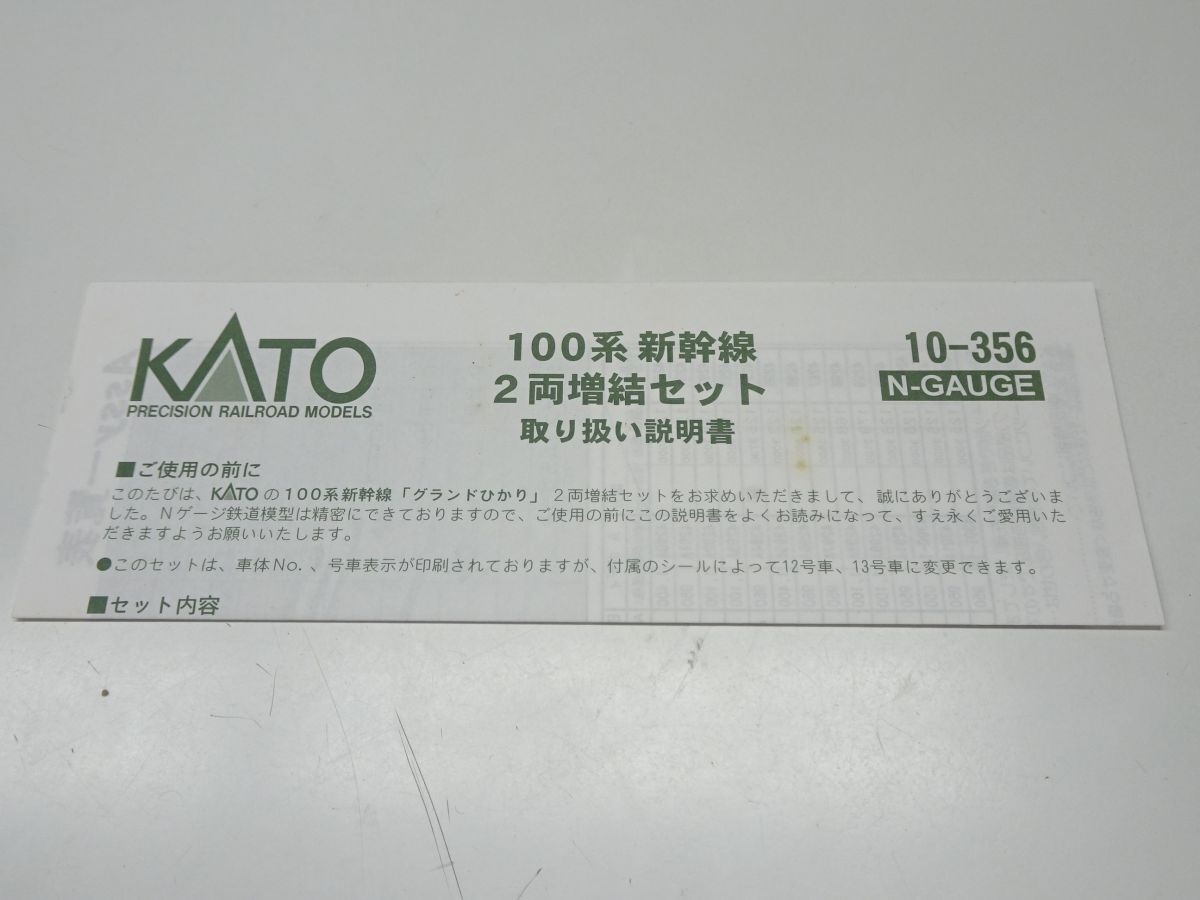 KATO
PRECISION RAILROAD MODELS
100系 新幹線
2両増結セット
取り扱い説明書
10-356
N-GAUGE
■ご使用の前に
このたびは、KATOの100系新幹線「グランドひかり」2両増結セットをお求めいただきまして、誠にありがとうございま
した。Nゲージ鉄道模型は精密にできておりますので、ご使用の前にこの説明書をよくお読みになって、すえ永くご愛用いた
だきますようお願いいたします。
●このセットは、車体No.、号車表示が印刷されておりますが、付属のシールによって12号車、13号車に変更できます。
■セット内容